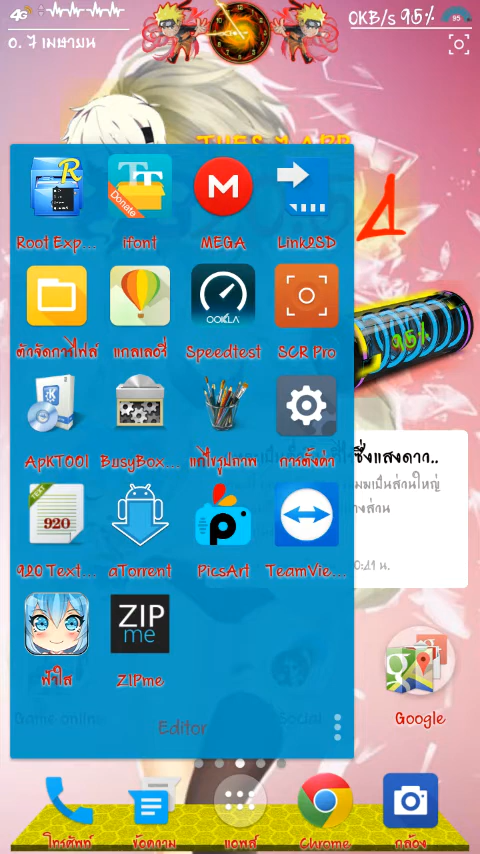 4G
0KB/s 95%
95
อ. 7 เมษายน
Root Exp...
ifont
MEGA
Link2SD
Donate
ตัวจัดการไฟล์
แกลเลอรี่
Speedtest
SCR Pro
OOKLA
95%
ApKTOOl
BusyBox...
แก้ไขรูปภาพ
การตั้งค่า
ซึ่งแสงดาว..
TEXT
920
920 Text...
aTorrent
PicsArt
TeamVie...
ZIP
me
ฟ้าใส
ZIPme
Game online
Editor
Social
Google
โทรศัพท์
ข้อความ
แอพส์
Chrome
กล้อง